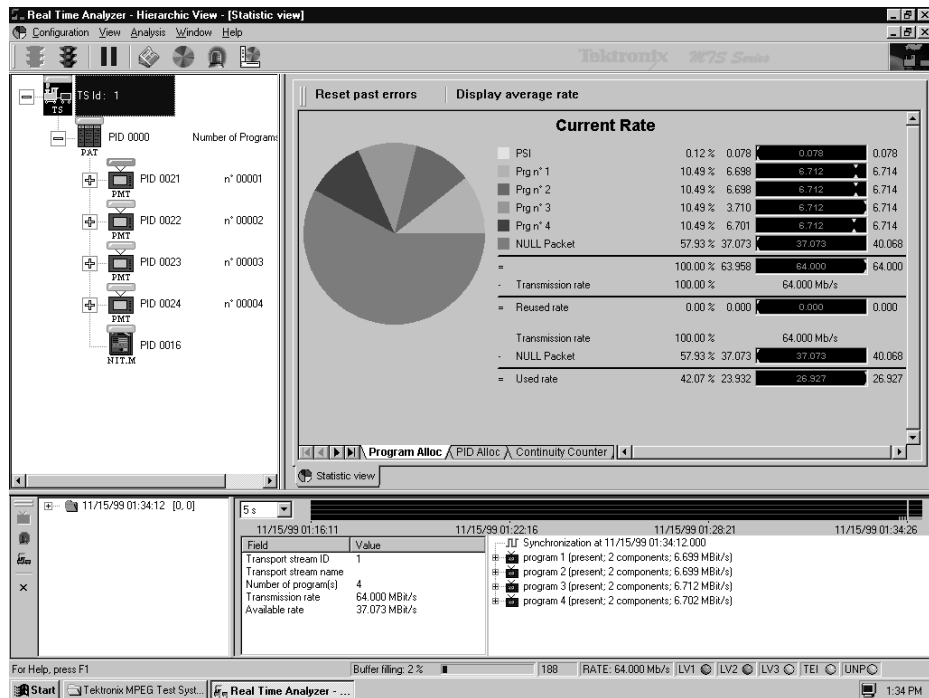 Real Time Analyzer - Hierarchic View - [Statistic view]
Configuration View Analysis Window Help
Tektronix MTS Series
TS Id: 1
TS
PID 0000 Number of Programs
PAT
PID 0021 n° 00001
PMT
PID 0022 n° 00002
PMT
PID 0023 n° 00003
PMT
PID 0024 n° 00004
PMT
PID 0016
NIT.M
Reset past errors Display average rate
Current Rate
PSI 0.12 % 0.078 0.078 0.078
Prg n° 1 10.49 % 6.698 6.712 6.714
Prg n° 2 10.49 % 6.698 6.712 6.714
Prg n° 3 10.49 % 3.710 6.712 6.714
Prg n° 4 10.49 % 6.701 6.712 6.714
NULL Packet 57.93 % 37.073 37.073 40.068
= 100.00 % 63.958 64.000 64.000
- Transmission rate 100.00 % 64.000 Mb/s
= Reused rate 0.00 % 0.000 0.000 0.000
Transmission rate 100.00 % 64.000 Mb/s
- NULL Packet 57.93 % 37.073 37.073 40.068
= Used rate 42.07 % 23.932 26.927 26.927
Program Alloc PID Alloc Continuity Counter
Statistic view
11/15/99 01:34:12 [0, 0]
5 s
11/15/99 01:16:11 11/15/99 01:22:16 11/15/99 01:28:21 11/15/99 01:34:26
Field Value
Transport stream ID 1
Transport stream name
Number of program(s) 4
Transmission rate 64.000 MBit/s
Available rate 37.073 MBit/s
Synchronization at 11/15/99 01:34:12.000
program 1 (present; 2 components; 6.699 MBit/s)
program 2 (present; 2 components; 6.699 MBit/s)
program 3 (present; 2 components; 6.712 MBit/s)
program 4 (present; 2 components; 6.702 MBit/s)
For Help, press F1 Buffer filling: 2 % 188 RATE: 64.000 Mb/s LV1 LV2 LV3 TEI UNPC
Start Tektronix MPEG Test Syst... Real Time Analyzer - ... 1:34 PM